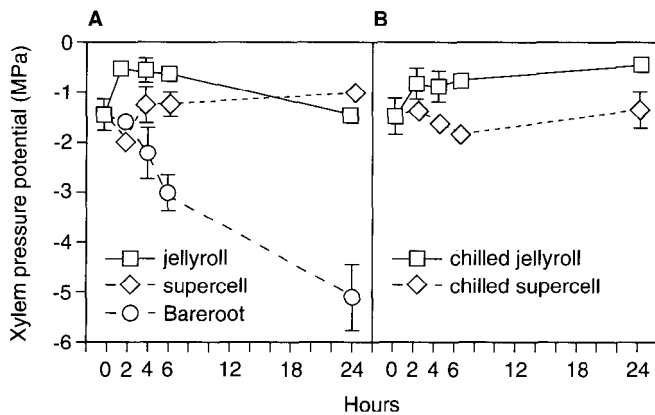 A
B
Xylem pressure potential (MPa)
0
-1
-2
-3
-4
-5
-6
jellyroll
supercell
Bareroot
chilled jellyroll
chilled supercell
0 2 4 6 12 18 24
0 2 4 6 12 18 24
Hours